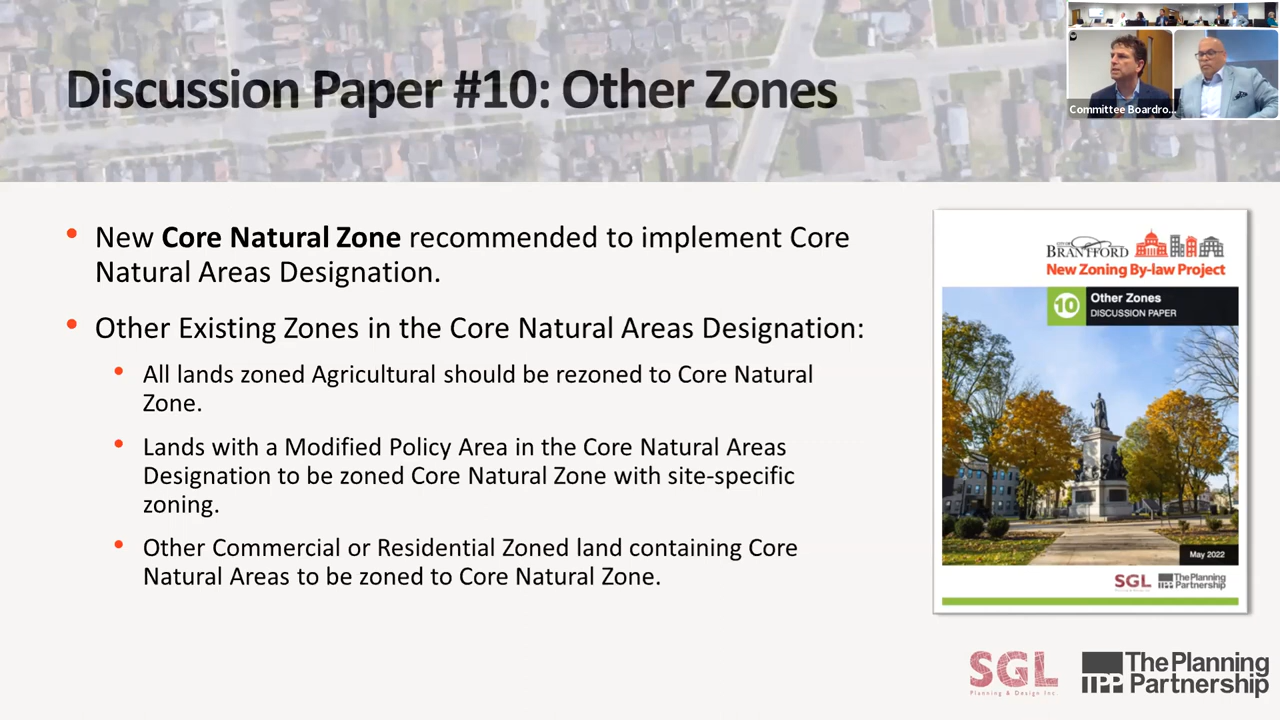 Discussion Paper #10: Other Zones
Committee Boardro...
New Core Natural Zone recommended to implement Core
Natural Areas Designation.
Other Existing Zones in the Core Natural Areas Designation:
All lands zoned Agricultural should be rezoned to Core Natural
Zone.
Lands with a Modified Policy Area in the Core Natural Areas
Designation to be zoned Core Natural Zone with site-specific
zoning.
Other Commercial or Residential Zoned land containing Core
Natural Areas to be zoned to Core Natural Zone.
CITY OF
BRANTFORD
New Zoning By-law Project
10
Other Zones
DISCUSSION PAPER
May 2022
SGL
TPP
The Planning
Partnership
SGL
Planning & Design Inc.
TPP
The Planning
Partnership